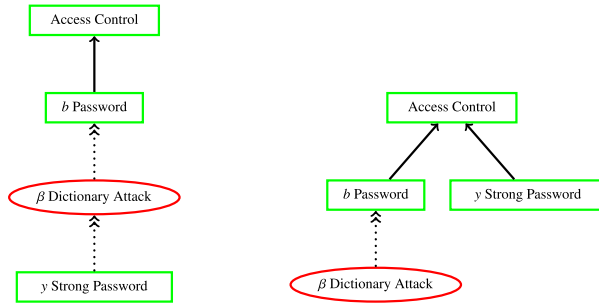 Access Control
b Password
β Dictionary Attack
y Strong Password
Access Control
b Password
y Strong Password
β Dictionary Attack